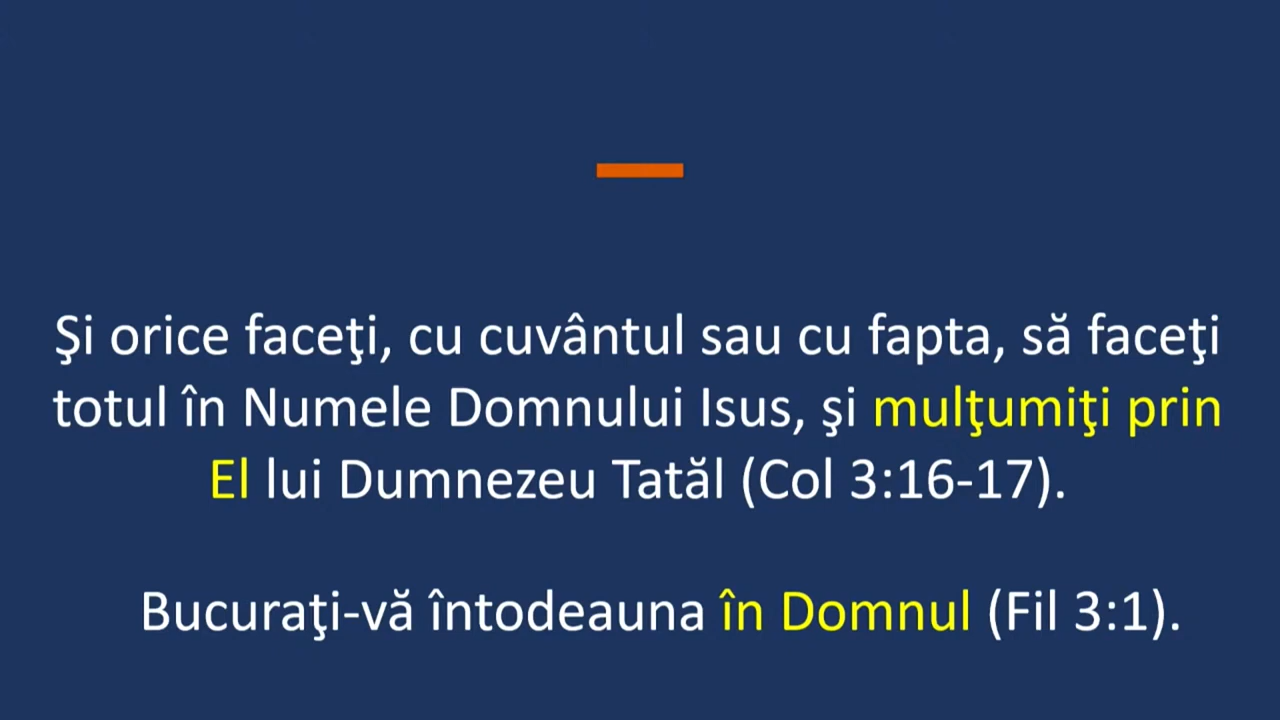 Şi orice faceţi, cu cuvântul sau cu fapta, să faceţi
totul în Numele Domnului Isus, şi mulţumiţi prin
El lui Dumnezeu Tatăl (Col 3:16-17).
Bucuraţi-vă întodeauna în Domnul (Fil 3:1).